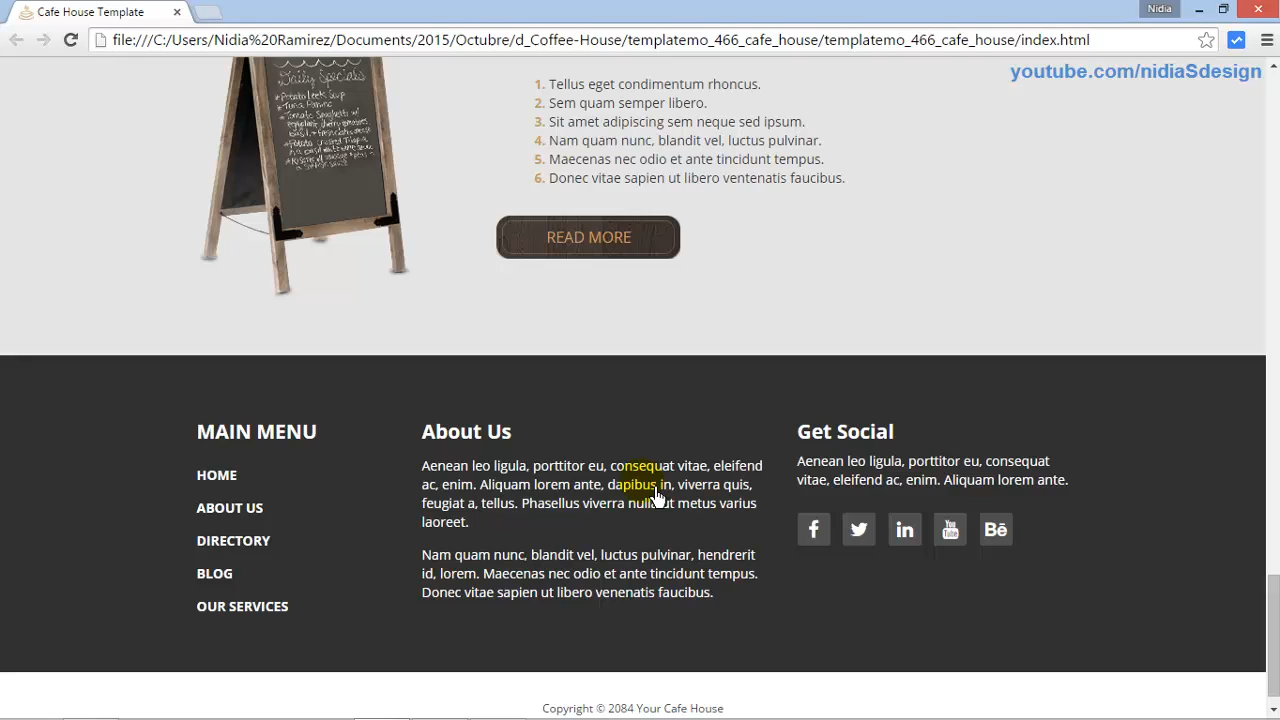 Cafe House Template
Nidia
file:///C:/Users/Nidia%20Ramirez/Documents/2015/Octubre/d_Coffee-House/templatemo_466_cafe_house/templatemo_466_cafe_house/index.html
youtube.com/nidiaSdesign
Daily Specials
1. Tellus eget condimentum rhoncus.
2. Sem quam semper libero.
3. Sit amet adipiscing sem neque sed ipsum.
4. Nam quam nunc, blandit vel, luctus pulvinar.
5. Maecenas nec odio et ante tincidunt tempus.
6. Donec vitae sapien ut libero ventenatis faucibus.
READ MORE
MAIN MENU
HOME
ABOUT US
DIRECTORY
BLOG
OUR SERVICES
About Us
Aenean leo ligula, porttitor eu, consequat vitae, eleifend
ac, enim. Aliquam lorem ante, dapibus in, viverra quis,
feugiat a, tellus. Phasellus viverra nulla ut metus varius
laoreet.
Nam quam nunc, blandit vel, luctus pulvinar, hendrerit
id, lorem. Maecenas nec odio et ante tincidunt tempus.
Donec vitae sapien ut libero venenatis faucibus.
Get Social
Aenean leo ligula, porttitor eu, consequat
vitae, eleifend ac, enim. Aliquam lorem ante.
You Tube
Bē
Copyright © 2084 Your Cafe House